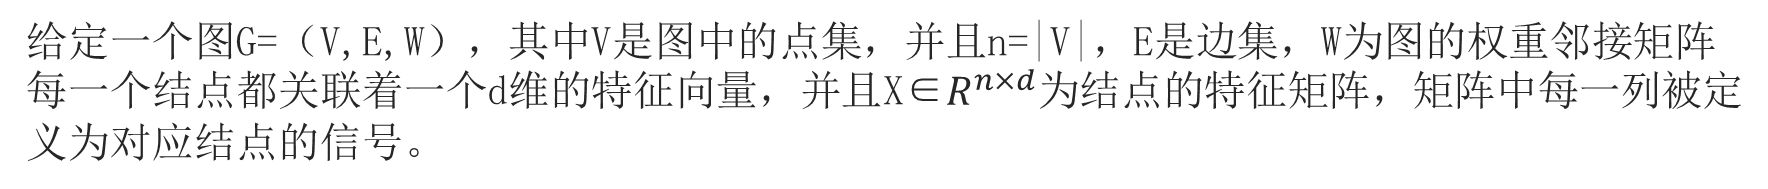 给定一个图G=（V,E,W），其中V是图中的点集，并且n=|V|，E是边集，W为图的权重邻接矩阵
每一个结点都关联着一个d维的特征向量，并且X∈R^{n×d}为结点的特征矩阵，矩阵中每一列被定
义为对应结点的信号。